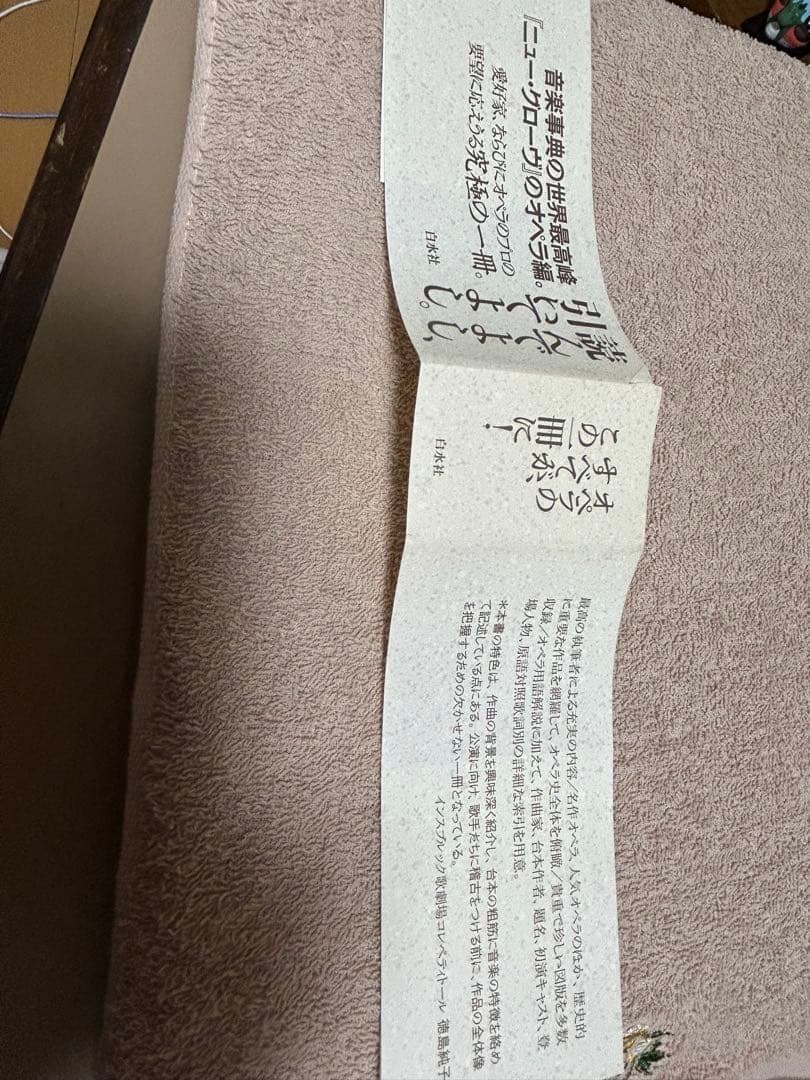 音楽事典の世界最高峰
『ニュー・グローヴ』のオペラ編。
愛好家、ならびにオペラのプロの
要望に応えうる究極の一冊。
白水社
読んでよし、
引いてよし。
オペラの
すべてが、
この一冊に!
白水社
最高の執筆者による充実の内容/名作オペラ、人気オペラのほか、歴史的
に重要な作品を網羅して、オペラ史全体を俯瞰/貴重で珍しい図版を多数
収録/オペラ用語解説に加えて、作曲家、台本作者、題名、初演キャスト、登
場人物、原語対照歌詞別の詳細な索引を用意。
*本書の特色は、作曲の背景を興味深く紹介し、台本の粗筋に音楽の特徴を絡め
て記述している点にある。公演に向け、歌手たちに稽古をつける前に、作品の全体像
を把握するための欠かせない一冊となっている。
インスブルック歌劇場コレペティトール 徳島純子